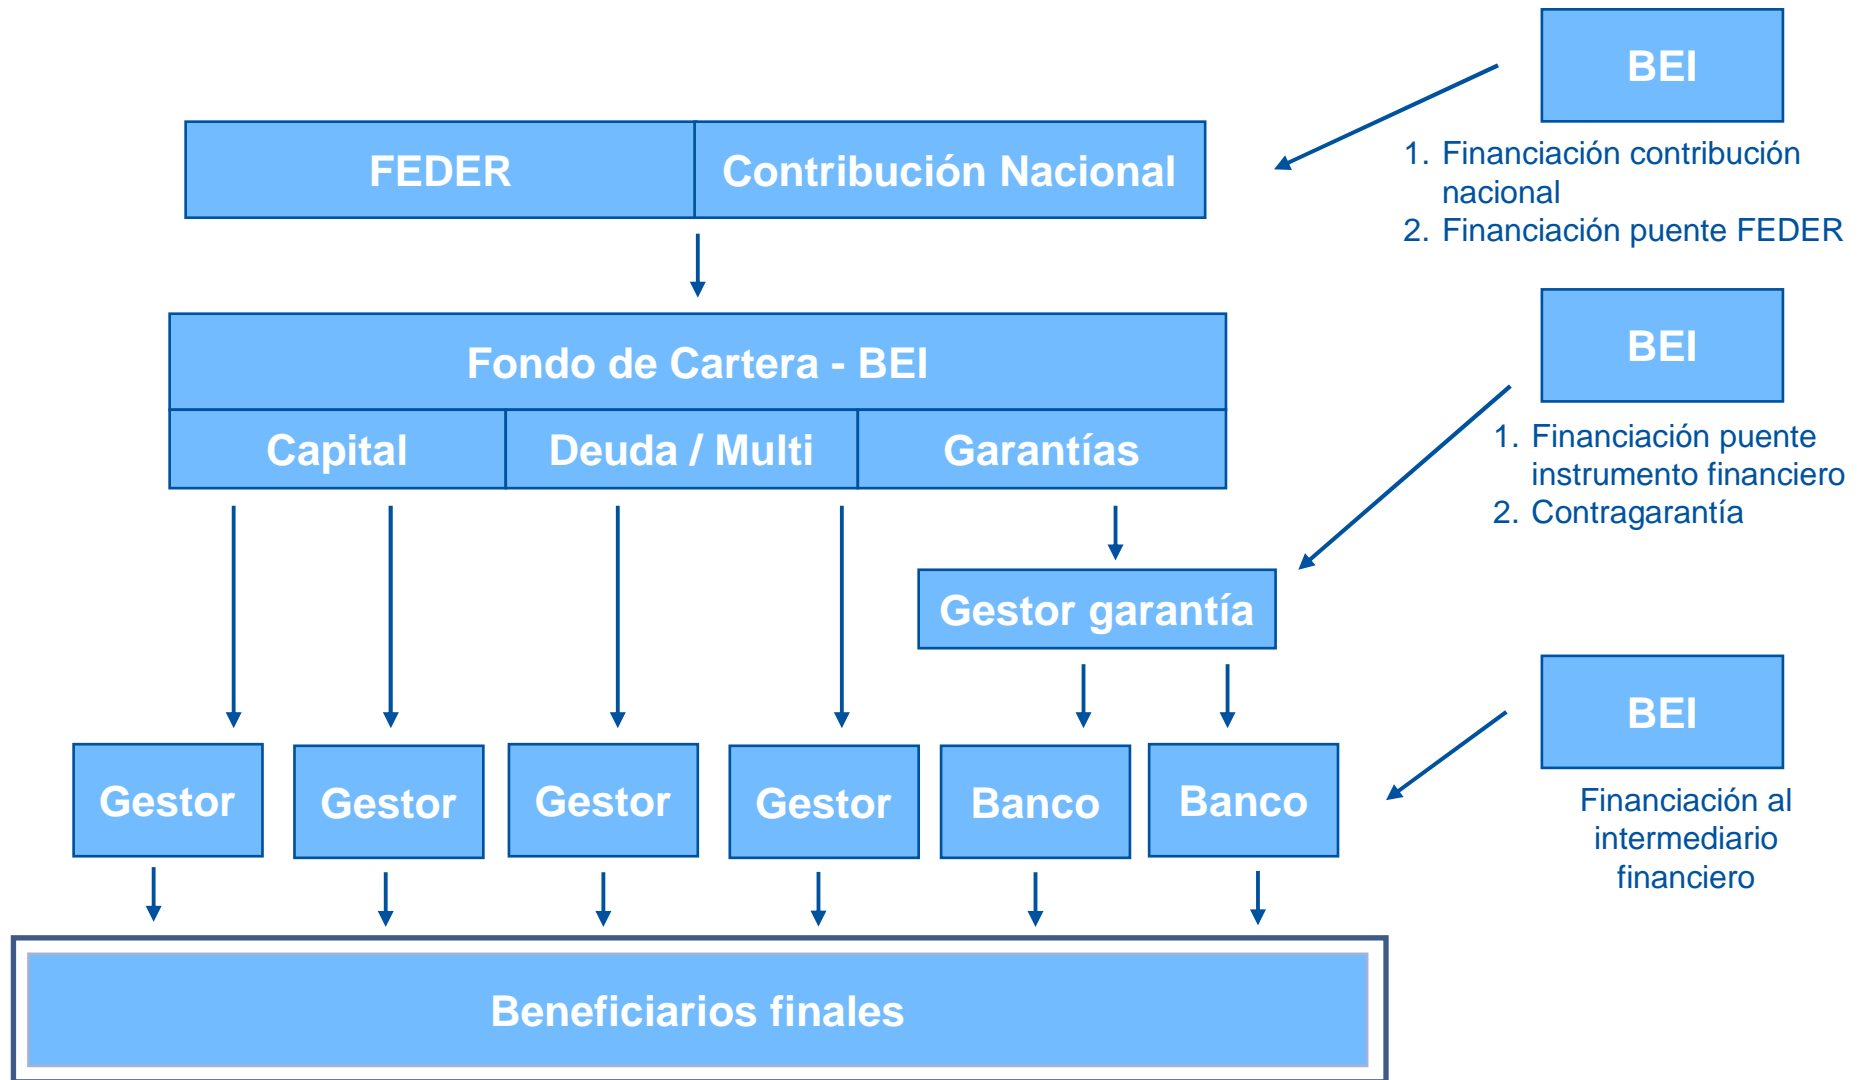 BEI
FEDER
Contribución Nacional
1. Financiación contribución
nacional
2. Financiación puente FEDER
Fondo de Cartera - BEI
Capital
Deuda / Multi
Garantías
BEI
1. Financiación puente
instrumento financiero
2. Contragarantía
Gestor garantía
BEI
Financiación al
intermediario
financiero
Gestor
Gestor
Gestor
Gestor
Banco
Banco
Beneficiarios finales